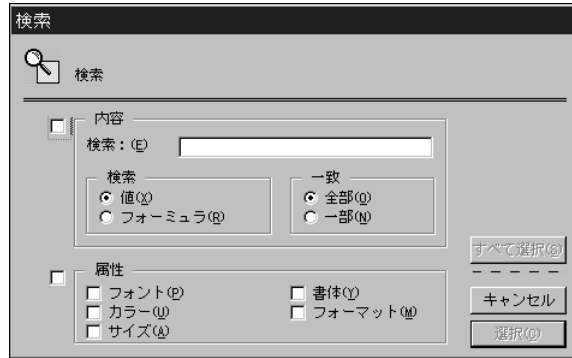 検索
検索
内容
検索：(E)
検索
値(X)
フォーミュラ(R)
一致
全部(O)
一部(N)
すべて選択(S)
属性
フォント(P)
カラー(U)
サイズ(A)
書体(Y)
フォーマット(M)
キャンセル
選択(C)